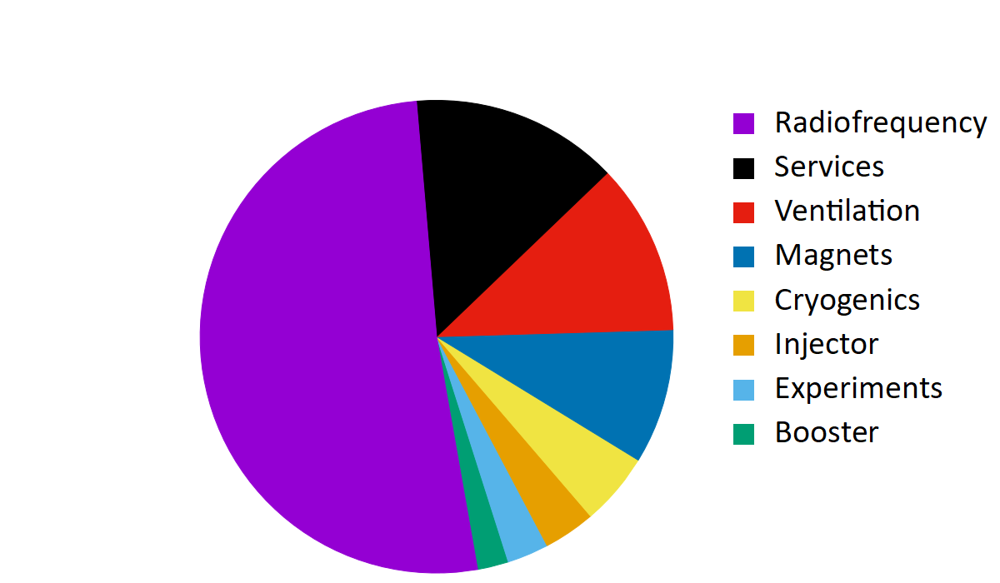 Radiofrequency
Services
Ventilation
Magnets
Cryogenics
Injector
Experiments
Booster